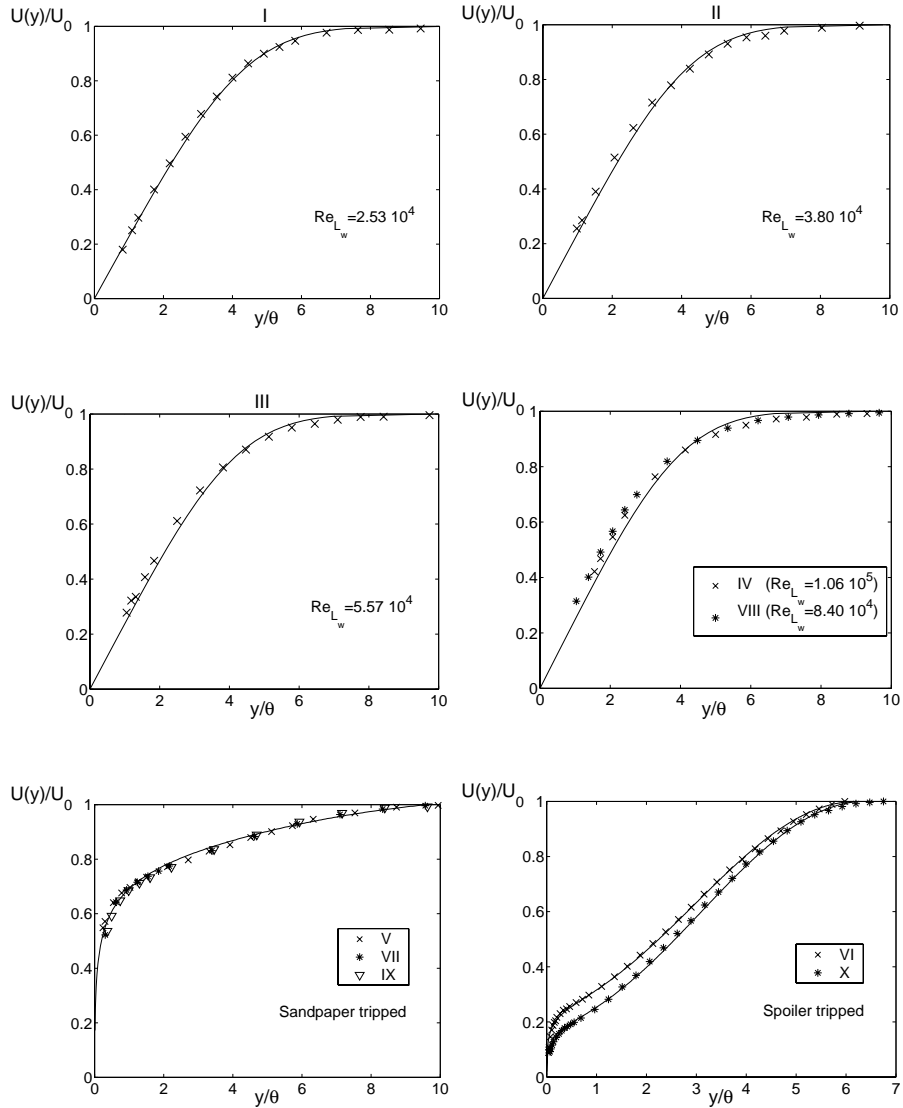 U(y)/U0
I
1
0.8
0.6
0.4
0.2
0
0 2 4 6 8 10
y/θ
Re_Lw=2.53 10^4
U(y)/U0
II
1
0.8
0.6
0.4
0.2
0
0 2 4 6 8 10
y/θ
Re_Lw=3.80 10^4
U(y)/U0
III
1
0.8
0.6
0.4
0.2
0
0 2 4 6 8 10
y/θ
Re_Lw=5.57 10^4
U(y)/U0
1
0.8
0.6
0.4
0.2
0
0 2 4 6 8 10
y/θ
IV (Re_Lw=1.06 10^5)
VIII (Re_Lw=8.40 10^4)
U(y)/U0
1
0.8
0.6
0.4
0.2
0
0 2 4 6 8 10
y/θ
V
VII
IX
Sandpaper tripped
U(y)/U0
1
0.8
0.6
0.4
0.2
0
0 1 2 3 4 5 6 7
y/θ
VI
X
Spoiler tripped